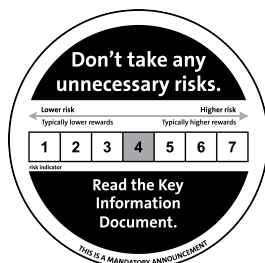 Don't take any
unnecessary risks.
Lower risk Higher risk
Typically lower rewards Typically higher rewards
1 2 3 4 5 6 7
risk indicator
Read the Key
Information
Document.
THIS IS A MANDATORY ANNOUNCEMENT